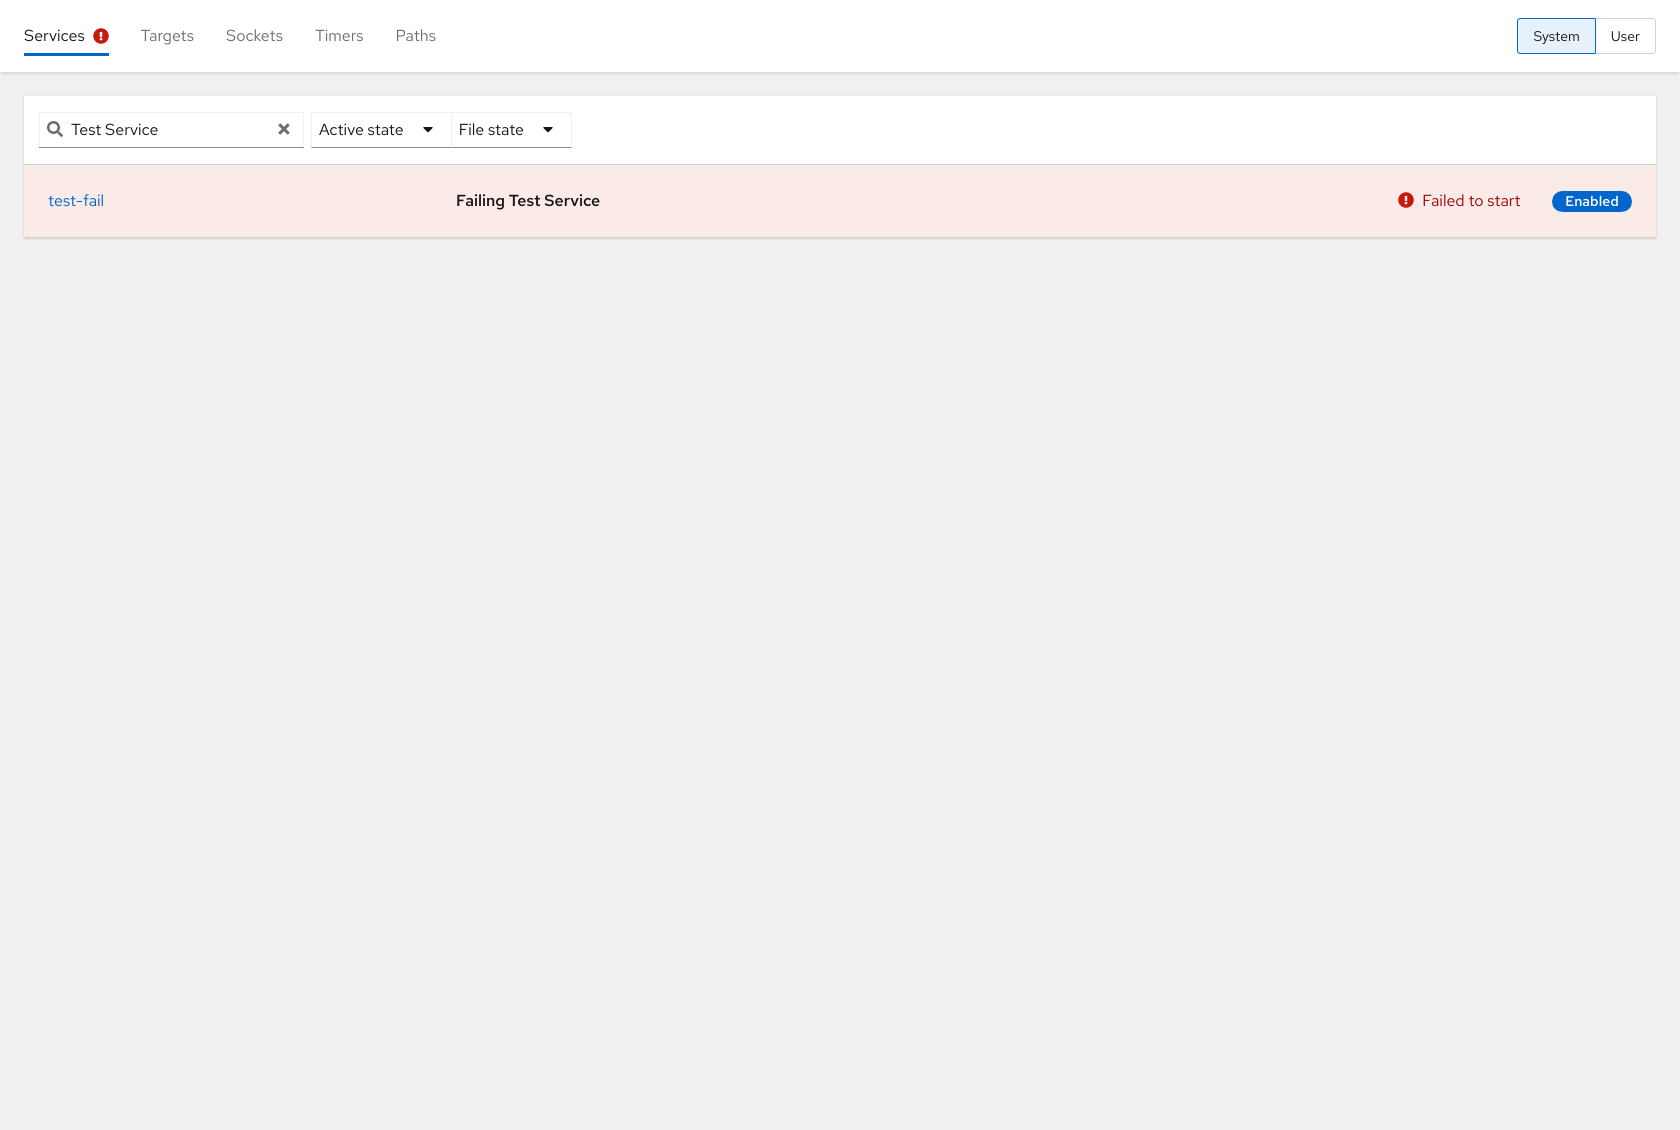 Services Targets Sockets Timers Paths System User
Test Service Active state File state
test-fail Failing Test Service Failed to start Enabled